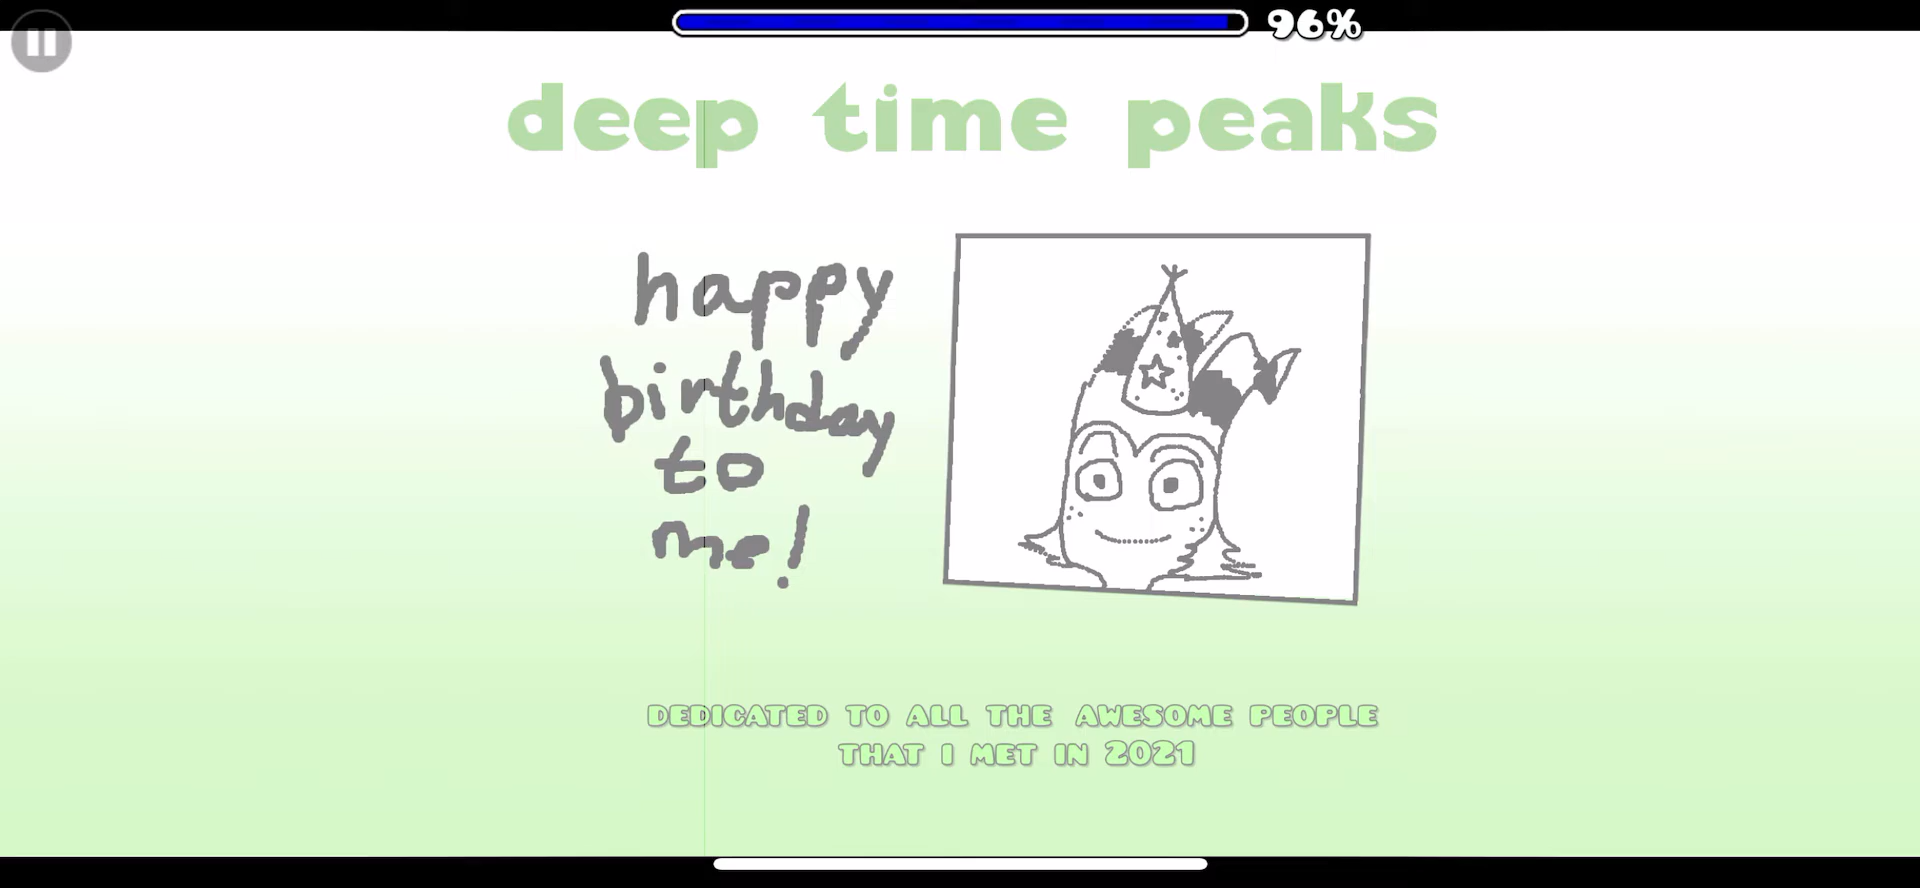 96%
deep time peaks
happy
birthday
to
me!
DEDICATED TO ALL THE AWESOME PEOPLE
THAT I MET IN 2021